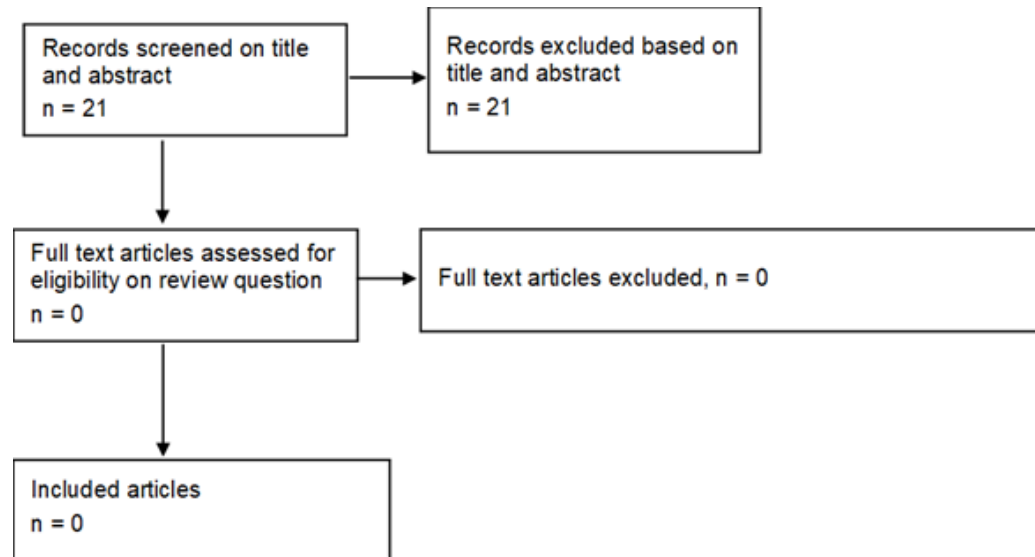 Records screened on title
and abstract
n = 21
Records excluded based on
title and abstract
n = 21
Full text articles assessed for
eligibility on review question
n = 0
Full text articles excluded, n = 0
Included articles
n = 0